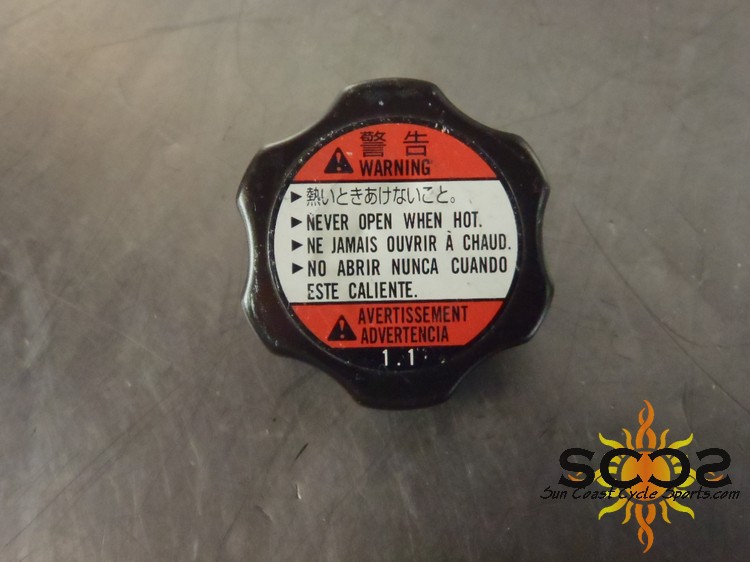 警告
WARNING
▶熱いときあけないこと。
▶NEVER OPEN WHEN HOT.
▶NE JAMAIS OUVRIR À CHAUD.
▶NO ABRIR NUNCA CUANDO
ESTE CALIENTE.
AVERTISSEMENT
ADVERTENCIA
1.1
SCCS
Sun Coast Cycle Sports.com